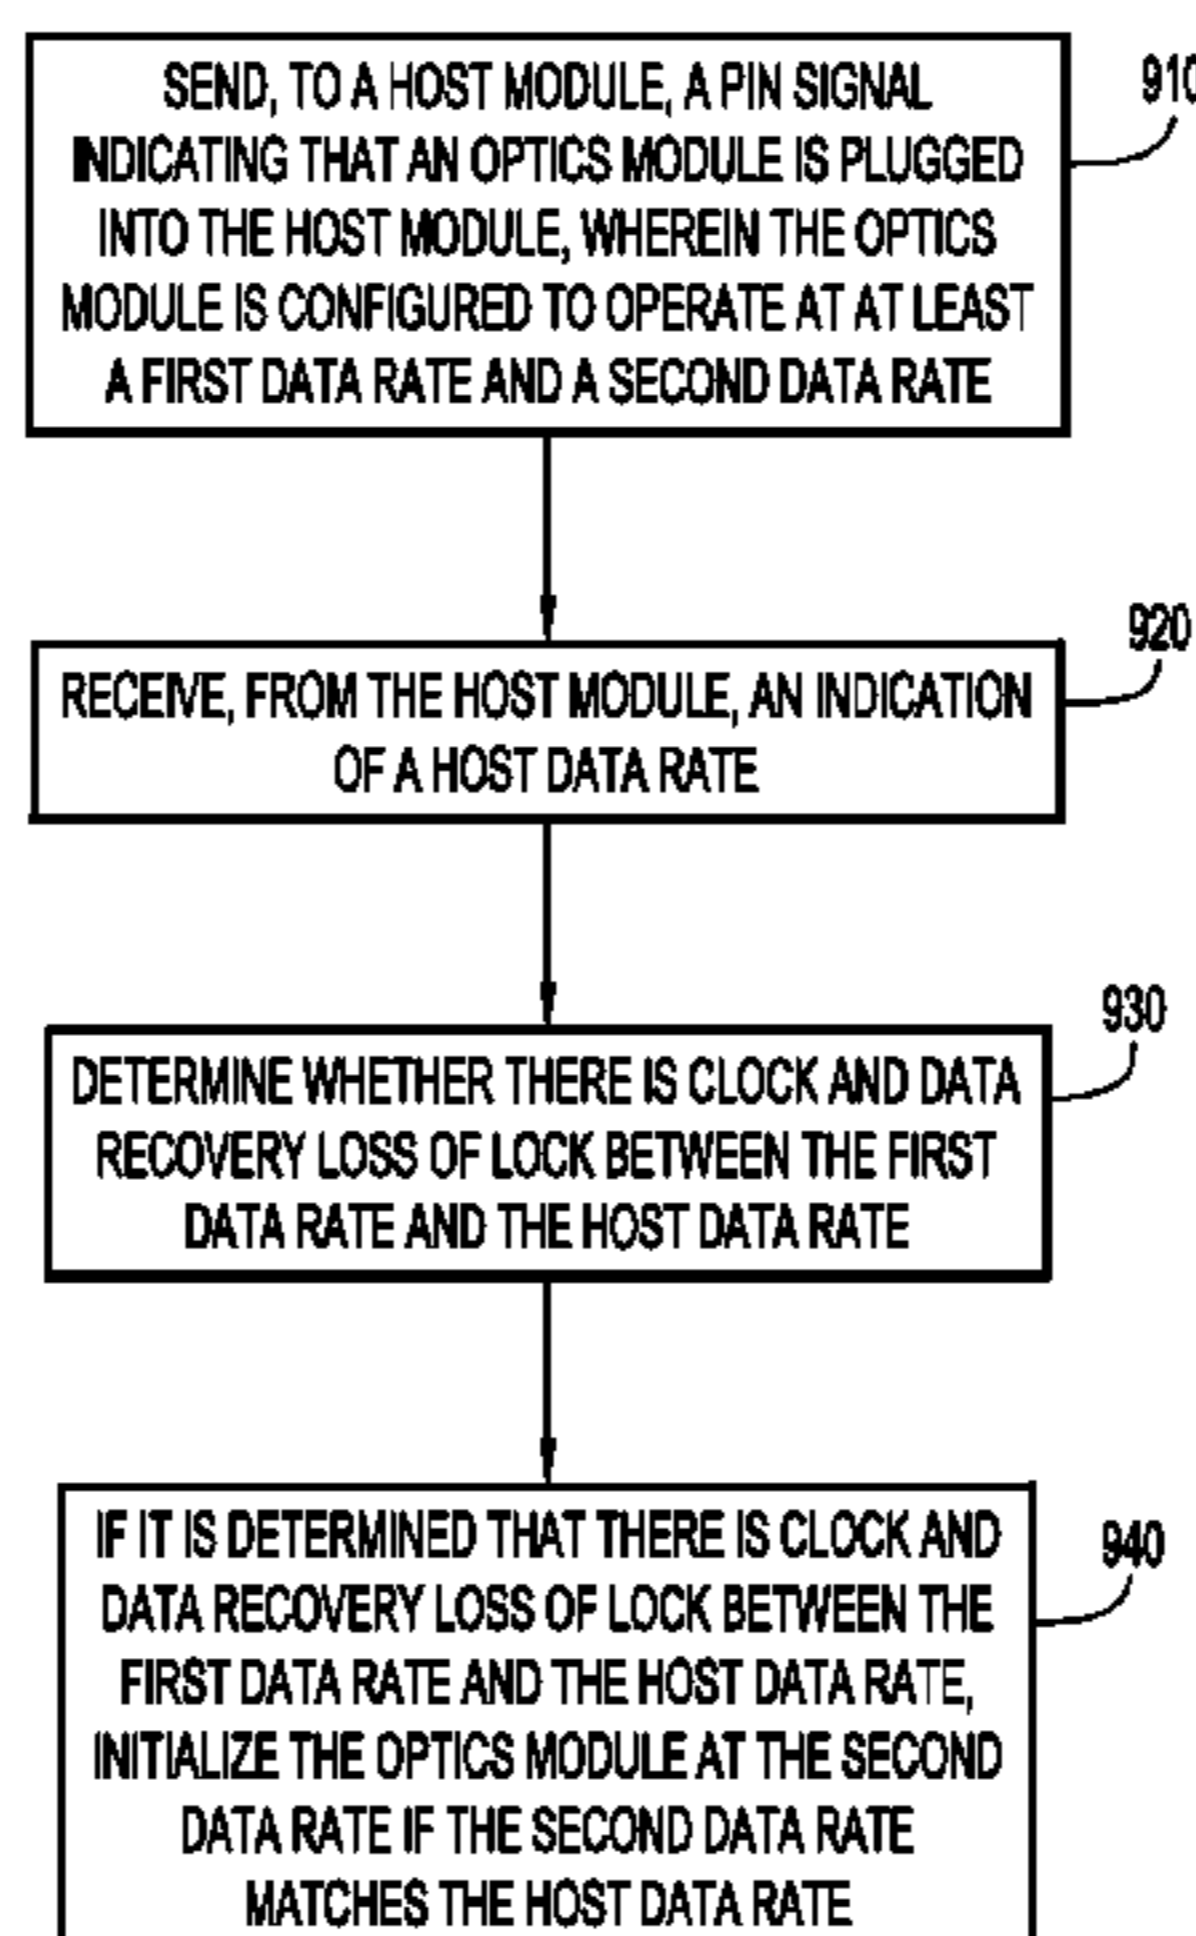 SEND, TO A HOST MODULE, A PIN SIGNAL
INDICATING THAT AN OPTICS MODULE IS PLUGGED
INTO THE HOST MODULE, WHEREIN THE OPTICS
MODULE IS CONFIGURED TO OPERATE AT AT LEAST
A FIRST DATA RATE AND A SECOND DATA RATE
910
RECEIVE, FROM THE HOST MODULE, AN INDICATION
OF A HOST DATA RATE
920
DETERMINE WHETHER THERE IS CLOCK AND DATA
RECOVERY LOSS OF LOCK BETWEEN THE FIRST
DATA RATE AND THE HOST DATA RATE
930
IF IT IS DETERMINED THAT THERE IS CLOCK AND
DATA RECOVERY LOSS OF LOCK BETWEEN THE
FIRST DATA RATE AND THE HOST DATA RATE,
INITIALIZE THE OPTICS MODULE AT THE SECOND
DATA RATE IF THE SECOND DATA RATE
MATCHES THE HOST DATA RATE
940